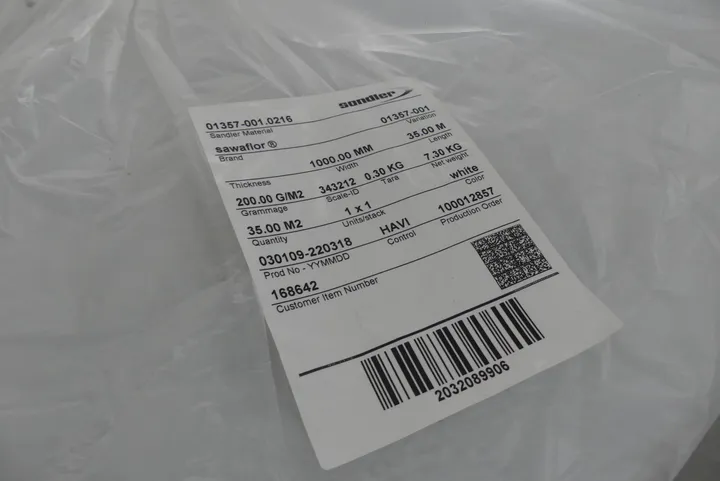 sandler
01357-001.0216 01357-001
Sandler Material Variation
sawaflor ® 35.00 M
Brand Length
1000.00 MM
Thickness Width
200.00 G/M2 343212 0.30 KG 7.30 KG
Grammage Scale-ID Tara Net weight
35.00 M2 1 x 1 white
Quantity Units/stack Color
030109-220318 HAVI 100012857
Prod No - YYMMDD Control Production Order
168642
Customer Item Number
2032089906